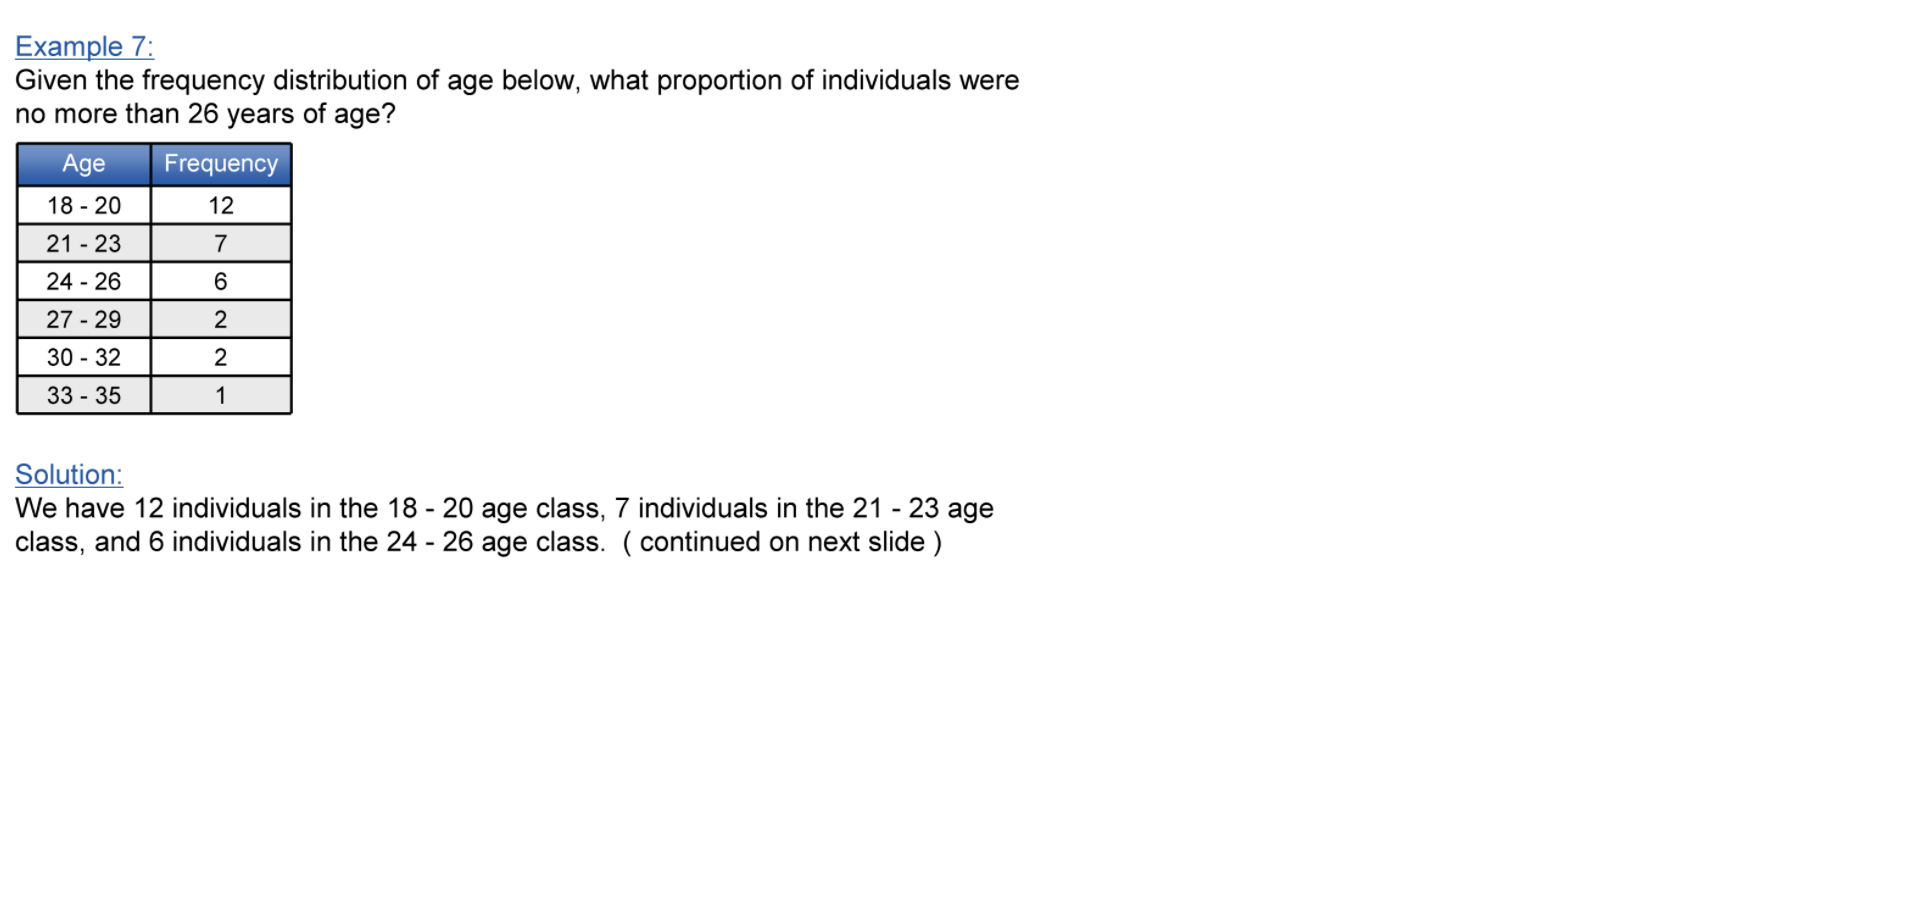 Example 7:
Given the frequency distribution of age below, what proportion of individuals were
no more than 26 years of age?
Age Frequency
18 - 20 12
21 - 23 7
24 - 26 6
27 - 29 2
30 - 32 2
33 - 35 1
Solution:
We have 12 individuals in the 18 - 20 age class, 7 individuals in the 21 - 23 age
class, and 6 individuals in the 24 - 26 age class.  ( continued on next slide )